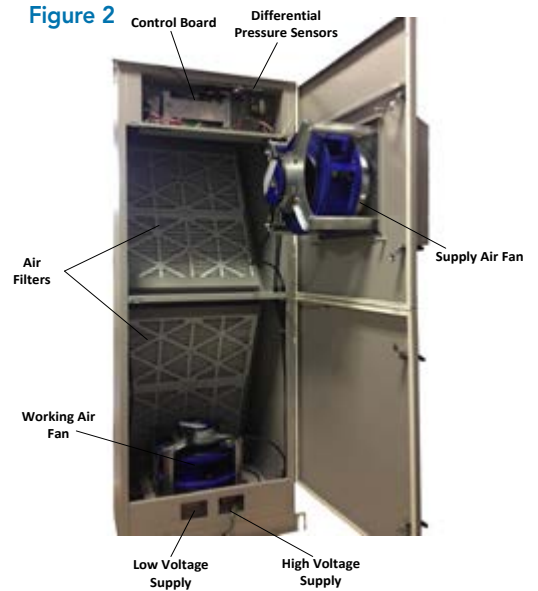 Figure 2
Control Board
Differential
Pressure Sensors
Supply Air Fan
Air
Filters
Working Air
Fan
Low Voltage
Supply
High Voltage
Supply